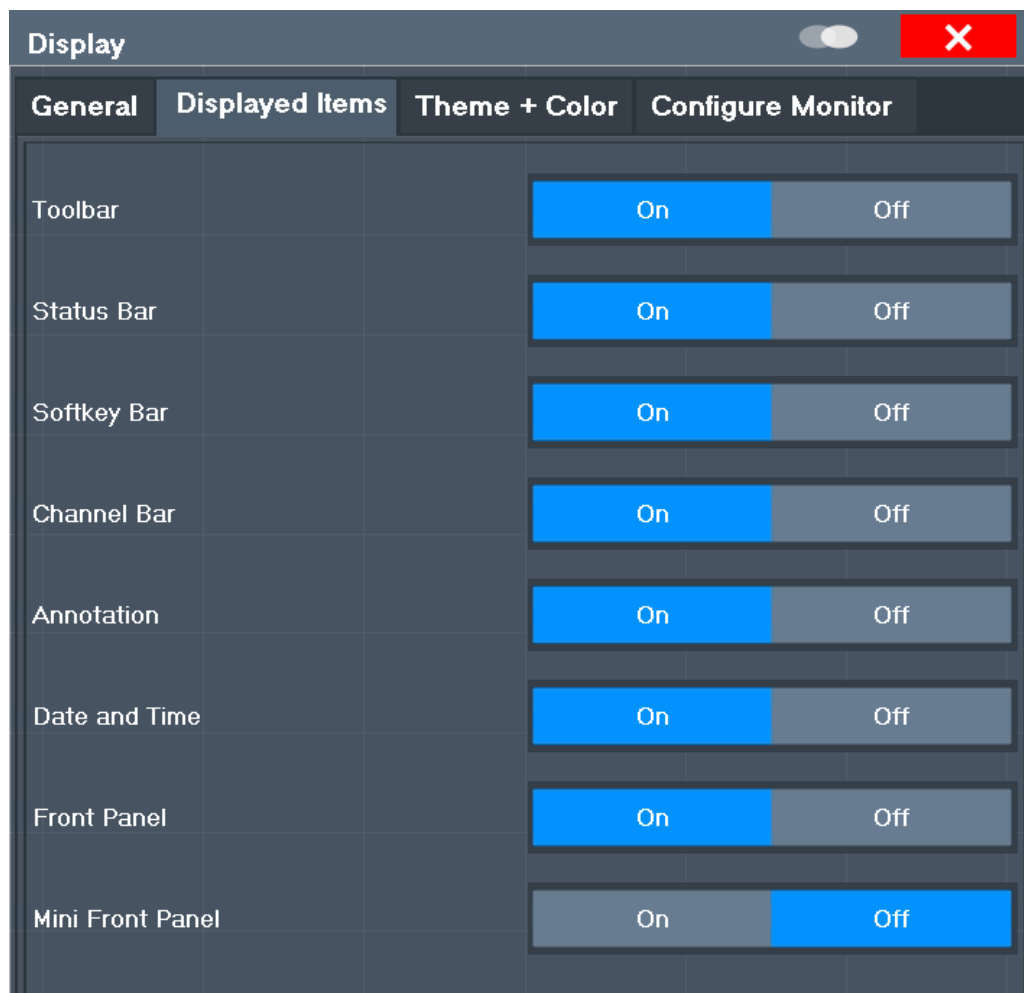 Display
General Displayed Items Theme + Color Configure Monitor
Toolbar On Off
Status Bar On Off
Softkey Bar On Off
Channel Bar On Off
Annotation On Off
Date and Time On Off
Front Panel On Off
Mini Front Panel On Off